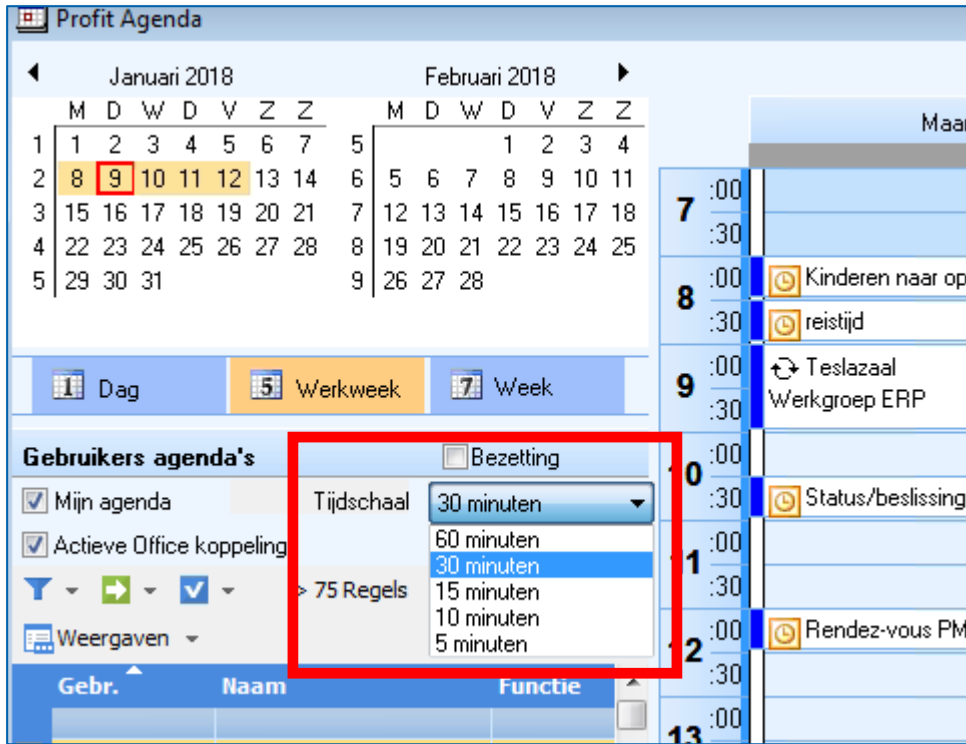 Profit Agenda
Januari 2018
M D W D V Z Z
1 1 2 3 4 5 6 7
2 8 9 10 11 12 13 14
3 15 16 17 18 19 20 21
4 22 23 24 25 26 27 28
5 29 30 31
Februari 2018
M D W D V Z Z
5 1 2 3 4
6 5 6 7 8 9 10 11
7 12 13 14 15 16 17 18
8 19 20 21 22 23 24 25
9 26 27 28
1 Dag
5 Werkweek
7 Week
Gebruikers agenda's
Bezetting
Mijn agenda
Tijdschaal
30 minuten
Actieve Office koppeling
60 minuten
30 minuten
15 minuten
10 minuten
5 minuten
> 75 Regels
Weergaven
Gebr. Naam Functie
Maar
7 :00
:30
8 :00 Kinderen naar op
:30 reistijd
9 :00 Teslazaal
:30 Werkgroep ERP
10 :00
:30 Status/beslissing
11 :00
:30
12 :00 Rendez-vous PM
:30
13 :00